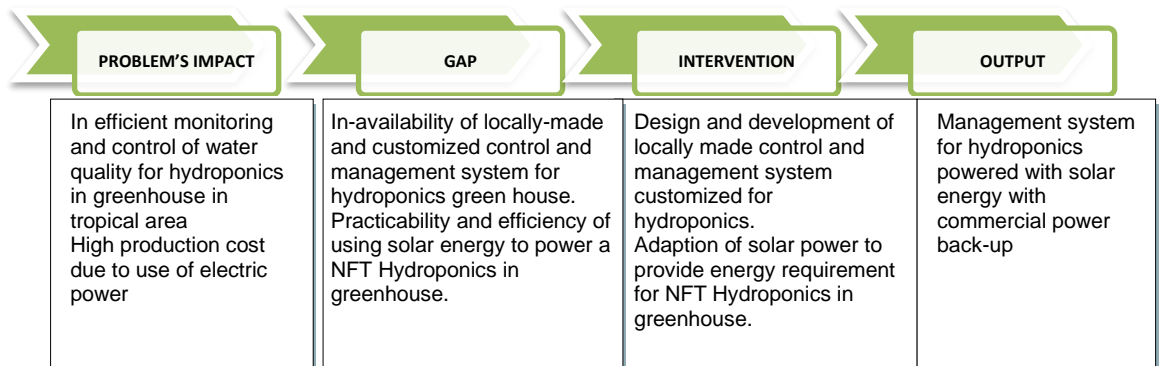 PROBLEM'S IMPACT
GAP
INTERVENTION
OUTPUT
In efficient monitoring
and control of water
quality for hydroponics
in greenhouse in
tropical area
High production cost
due to use of electric
power
In-availability of locally-made
and customized control and
management system for
hydroponics green house.
Practicability and efficiency of
using solar energy to power a
NFT Hydroponics in
greenhouse.
Design and development of
locally made control and
management system
customized for
hydroponics.
Adaption of solar power to
provide energy requirement
for NFT Hydroponics in
greenhouse.
Management system
for hydroponics
powered with solar
energy with
commercial power
back-up